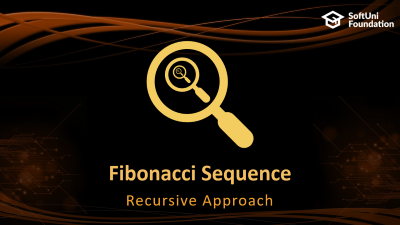 SoftUni
Foundation
Fibonacci Sequence
Recursive Approach